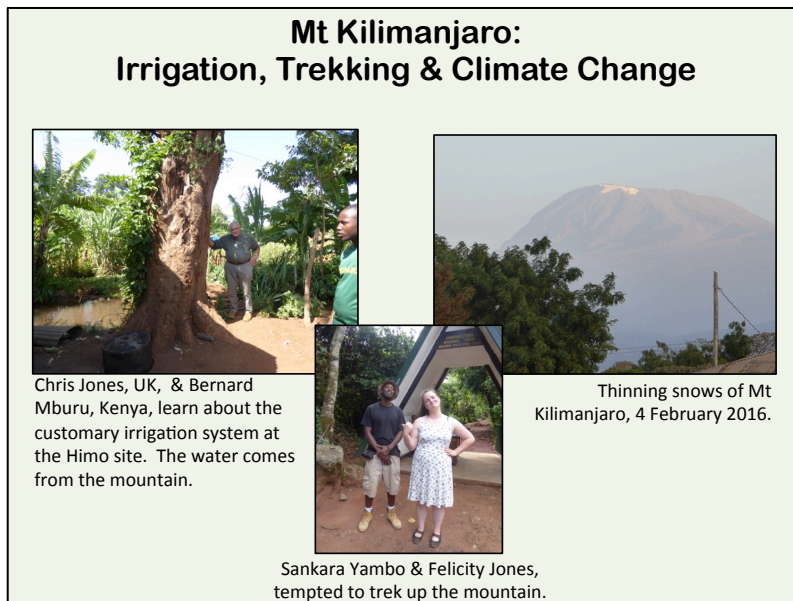 Mt Kilimanjaro:
Irrigation, Trekking & Climate Change
Chris Jones, UK, & Bernard
Mburu, Kenya, learn about the
customary irrigation system at
the Himo site. The water comes
from the mountain.
Thinning snows of Mt
Kilimanjaro, 4 February 2016.
Sankara Yambo & Felicity Jones,
tempted to trek up the mountain.